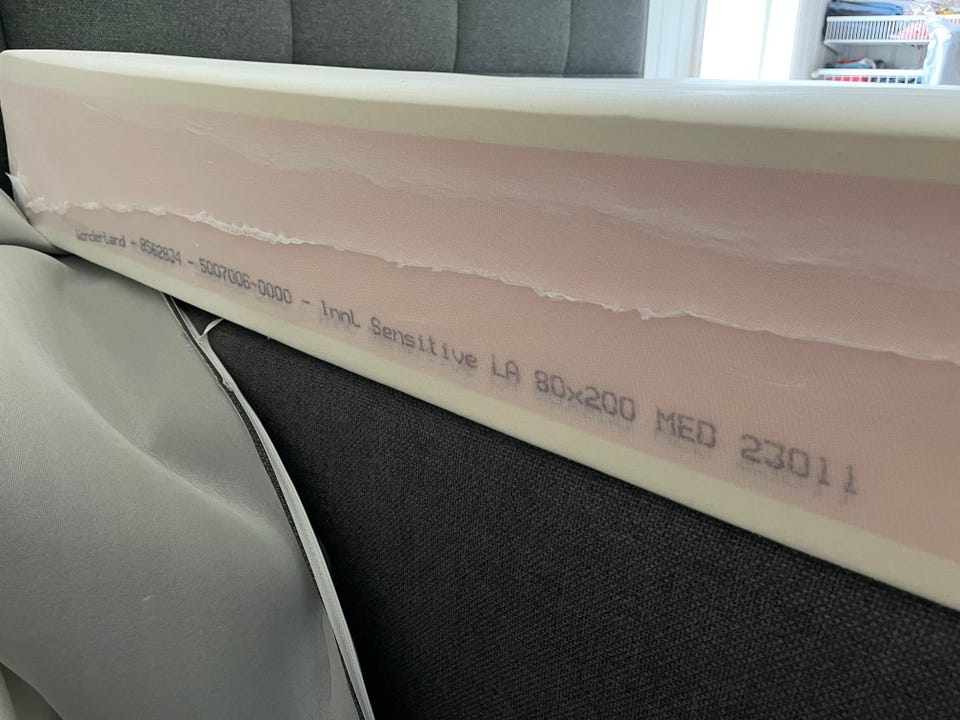 Wonderland - 8562834 - 5007006-0000 - Innl Sensitive LA 80x200 MED 23011